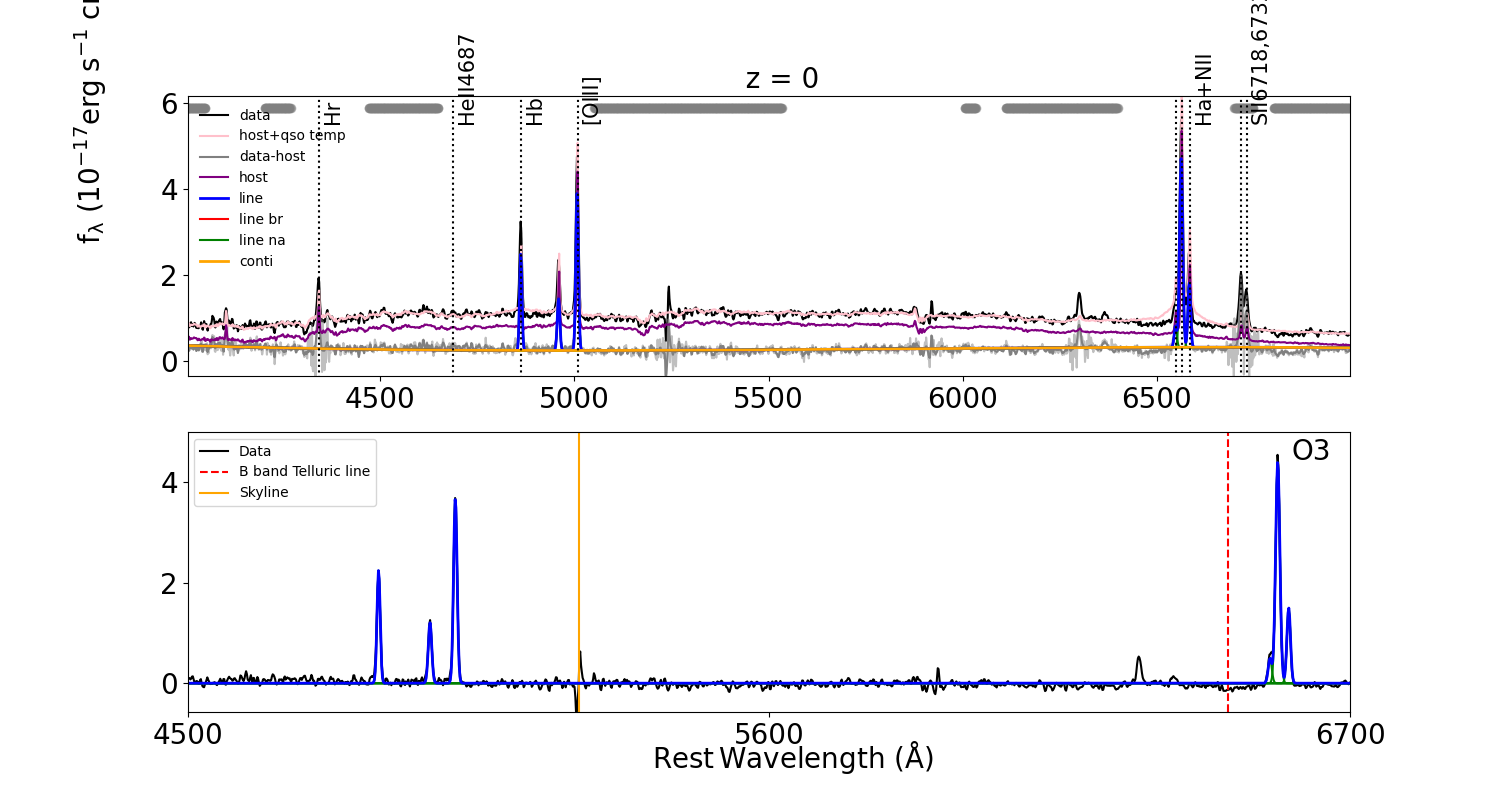 f_λ (10^−17 erg s^−1
Hr
HeII4687
Hb
[OIII]
z = 0
Ha+NII
SII6718,673
6
4
2
0
data
host+qso temp
data-host
host
line
line br
line na
conti
4500 5000 5500 6000 6500
4
2
0
Data
B band Telluric line
Skyline
O3
4500 5600 6700
Rest Wavelength (Å)